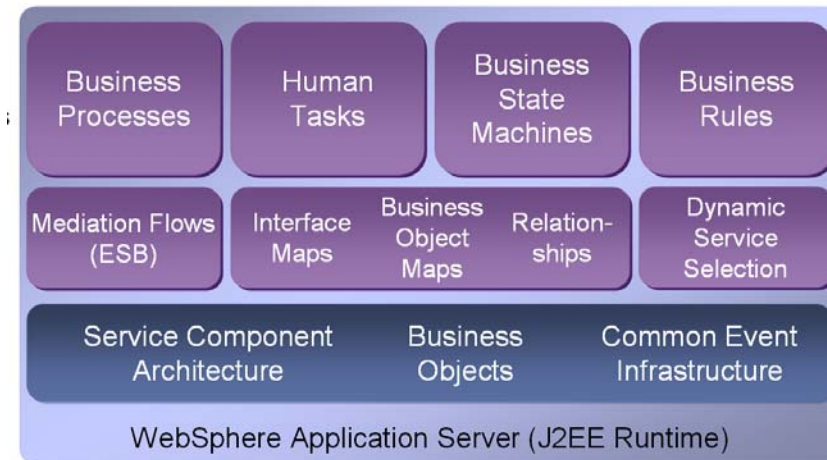 Business
Processes
Human
Tasks
Business
State
Machines
Business
Rules
s
Mediation Flows
(ESB)
Interface
Maps
Business
Object
Maps
Relation-
ships
Dynamic
Service
Selection
Service Component
Architecture
Business
Objects
Common Event
Infrastructure
WebSphere Application Server (J2EE Runtime)